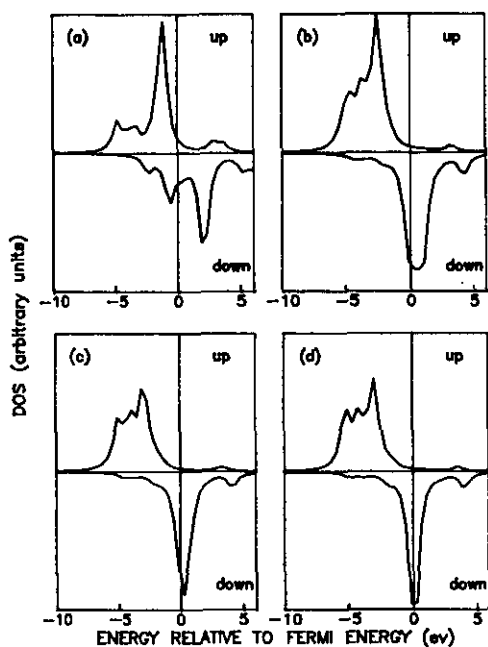 (a)
up
(b)
up
down
down
−10
−5
0
5
−10
−5
0
5
(c)
up
(d)
up
down
down
−10
−5
0
5
−10
−5
0
5
DOS (arbitrary units)
ENERGY RELATIVE TO FERMI ENERGY (ev)